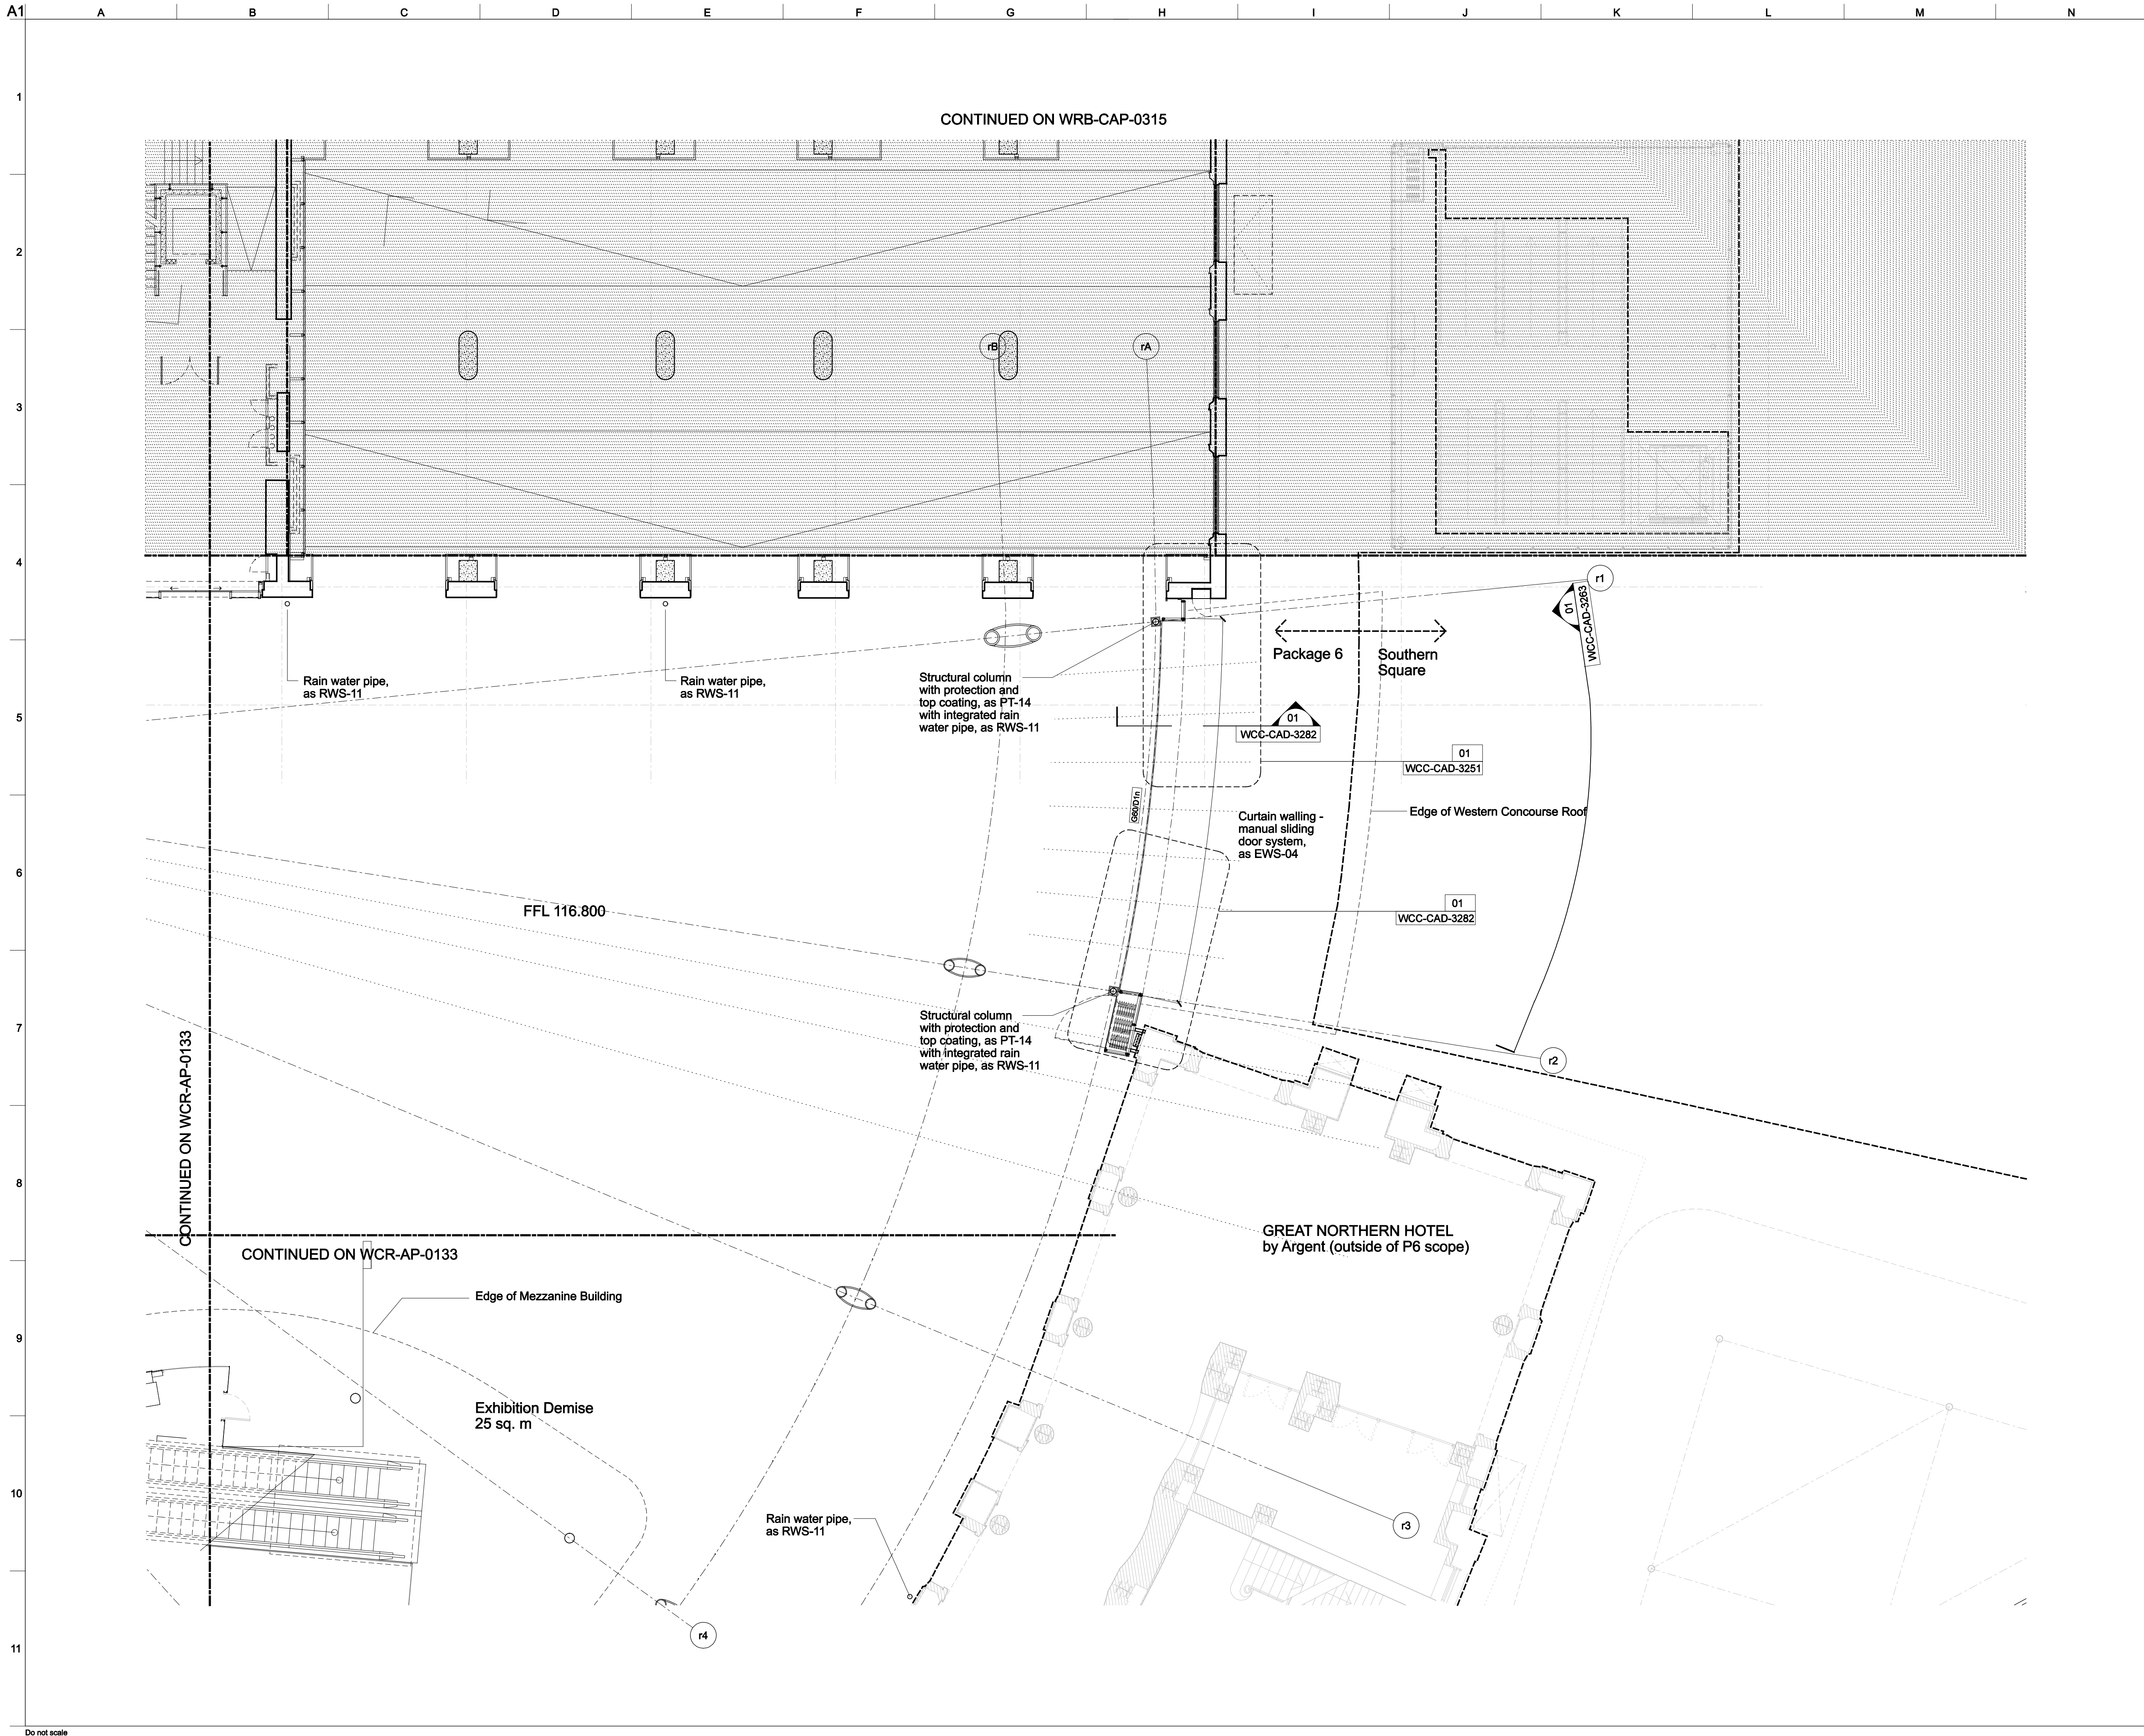 A1
A B C D E F G H I J K L M N
1
CONTINUED ON WRB-CAP-0315
2
rB
rA
3
4
r1
01
WCC-CAD-3263
Package 6
Southern
Square
Rain water pipe,
as RWS-11
Rain water pipe,
as RWS-11
Structural column
with protection and
top coating, as PT-14
with integrated rain
water pipe, as RWS-11
5
01
WCC-CAD-3282
01
WCC-CAD-3251
G60/D1n
Curtain walling -
manual sliding
door system,
as EWS-04
Edge of Western Concourse Roof
6
FFL 116.800
01
WCC-CAD-3282
7
Structural column
with protection and
top coating, as PT-14
with integrated rain
water pipe, as RWS-11
r2
CONTINUED ON WCR-AP-0133
8
GREAT NORTHERN HOTEL
by Argent (outside of P6 scope)
CONTINUED ON WCR-AP-0133
Edge of Mezzanine Building
9
Exhibition Demise
25 sq. m
10
Rain water pipe,
as RWS-11
r3
r4
11
Do not scale